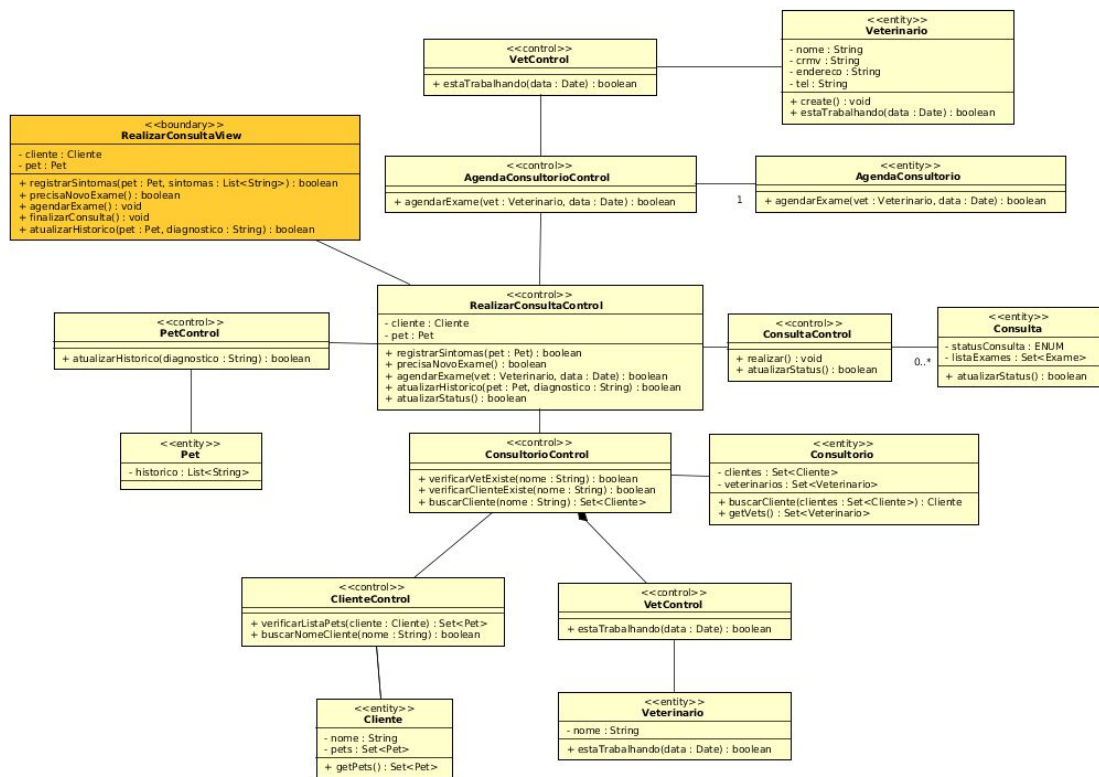 <<entity>>
Veterinario
- nome : String
- crmv : String
- endereco : String
- tel : String
+ create() : void
+ estaTrabalhando(data : Date) : boolean
<<control>>
VetControl
+ estaTrabalhando(data : Date) : boolean
<<boundary>>
RealizarConsultaView
- cliente : Cliente
- pet : Pet
+ registrarSintomas(pet : Pet, sintomas : List<String>) : boolean
+ precisaNovoExame() : boolean
+ agendarExame() : void
+ finalizarConsulta() : void
+ atualizarHistorico(pet : Pet, diagnostico : String) : boolean
<<control>>
AgendaConsultorioControl
+ agendarExame(vet : Veterinario, data : Date) : boolean
1
<<entity>>
AgendaConsultorio
+ agendarExame(vet : Veterinario, data : Date) : boolean
<<control>>
RealizarConsultaControl
- cliente : Cliente
- pet : Pet
+ registrarSintomas(pet : Pet) : boolean
+ precisaNovoExame() : boolean
+ agendarExame(vet : Veterinario, data : Date) : boolean
+ atualizarHistorico(pet : Pet, diagnostico : String) : boolean
+ atualizarStatus() : boolean
<<control>>
PetControl
+ atualizarHistorico(diagnostico : String) : boolean
<<control>>
ConsultaControl
+ realizar() : void
+ atualizarStatus() : boolean
0..*
<<entity>>
Consulta
- statusConsulta : ENUM
- listaExames : Set<Exame>
+ atualizarStatus() : boolean
<<entity>>
Pet
- historico : List<String>
<<control>>
ConsultorioControl
+ verificarVetExiste(nome : String) : boolean
+ verificarClienteExiste(nome : String) : boolean
+ buscarCliente(nome : String) : Set<Cliente>
<<entity>>
Consultorio
- clientes : Set<Cliente>
- veterinarios : Set<Veterinario>
+ buscarCliente(clientes : Set<Cliente>) : Cliente
+ getVets() : Set<Veterinario>
<<control>>
ClienteControl
+ verificarListaPets(cliente : Cliente) : Set<Pet>
+ buscarNomeCliente(nome : String) : boolean
<<control>>
VetControl
+ estaTrabalhando(data : Date) : boolean
<<entity>>
Cliente
- nome : String
- pets : Set<Pet>
+ getPets() : Set<Pet>
<<entity>>
Veterinario
- nome : String
+ estaTrabalhando(data : Date) : boolean